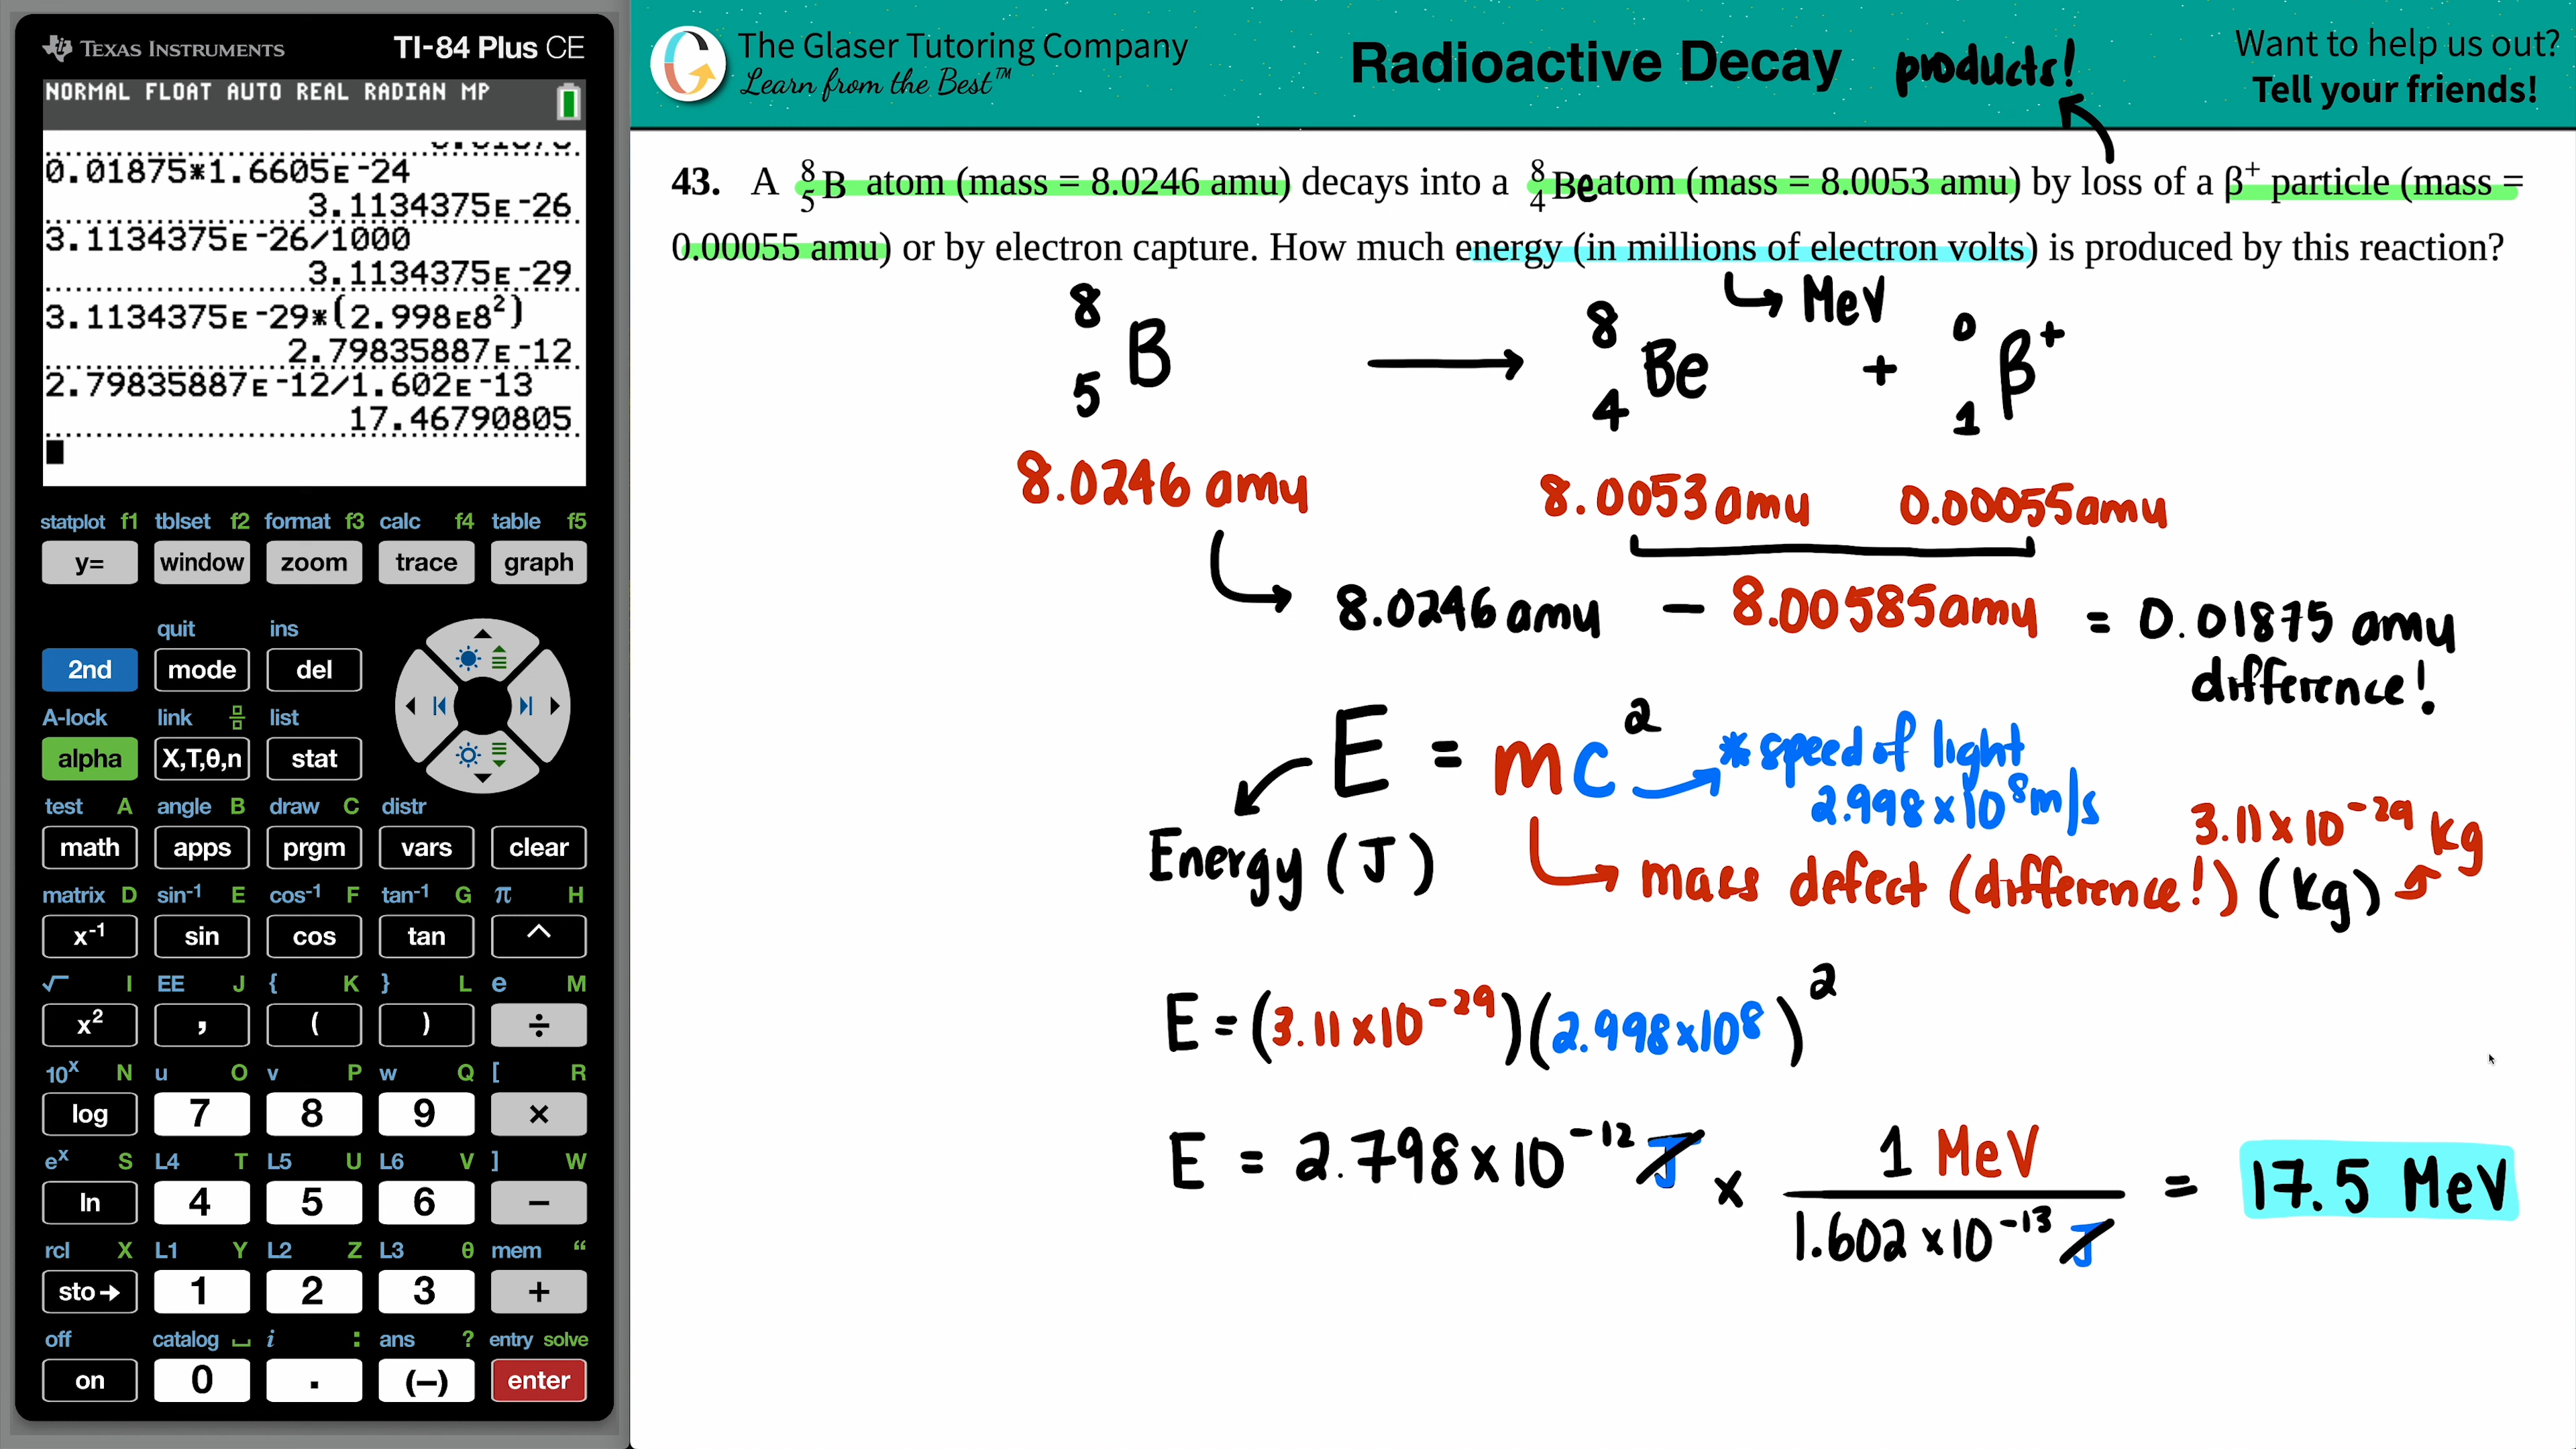 TEXAS INSTRUMENTS TI-84 Plus CE
NORMAL FLOAT AUTO REAL RADIAN MP
0.01875*1.6605E-24
3.1134375E-26
3.1134375E-26/1000
3.1134375E-29
3.1134375E-29*(2.998E8²)
2.79835887E-12
2.79835887E-12/1.602E-13
17.46790805
statplot f1 tblset f2 format f3 calc f4 table f5
y= window zoom trace graph
quit ins
2nd mode del
A-lock link list
alpha X,T,θ,n stat
test A angle B draw C distr
math apps prgm vars clear
matrix D sin⁻¹ E cos⁻¹ F tan⁻¹ G π H
x⁻¹ sin cos tan ^
√ I EE J { K } L e M
x² , ( ) ÷
10ˣ N u O v P w Q [ R
log 7 8 9 ×
eˣ S L4 T L5 U L6 V ] W
ln 4 5 6 −
rcl X L1 Y L2 Z L3 θ mem “
sto→ 1 2 3 +
off catalog ⎵ i : ans ? entry solve
on 0 . (−) enter
The Glaser Tutoring Company
Learn from the Best™
Radioactive Decay products!
Want to help us out?
Tell your friends!
43. A ⁸₅B atom (mass = 8.0246 amu) decays into a ⁸₄Be atom (mass = 8.0053 amu) by loss of a β⁺ particle (mass =
0.00055 amu) or by electron capture. How much energy (in millions of electron volts) is produced by this reaction?
↳ MeV
⁸₅B → ⁸₄Be + ⁰₁β⁺
8.0246 amu 8.0053 amu 0.00055 amu
8.0246 amu − 8.00585 amu = 0.01875 amu
difference!
E = mc² → *speed of light
2.998 x 10⁸ m/s
3.11 x 10⁻²⁹ kg
Energy (J) mass defect (difference!) (kg)
E = (3.11 x 10⁻²⁹)(2.998 x 10⁸)²
E = 2.798 x 10⁻¹² J x 1 MeV / 1.602 x 10⁻¹³ J = 17.5 MeV